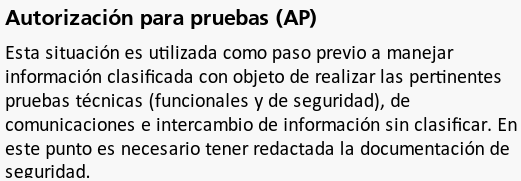 Autorización para pruebas (AP)
Esta situación es utilizada como paso previo a manejar
información clasificada con objeto de realizar las pertinentes
pruebas técnicas (funcionales y de seguridad), de
comunicaciones e intercambio de información sin clasificar. En
este punto es necesario tener redactada la documentación de
seguridad.